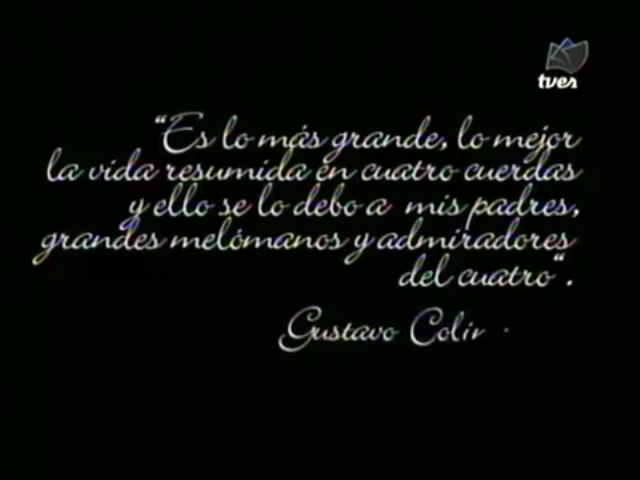 tves
“Es lo más grande, lo mejor
la vida resumida en cuatro cuerdas
y ello se lo debo a mis padres,
grandes melómanos y admiradores
del cuatro“.
Gustavo